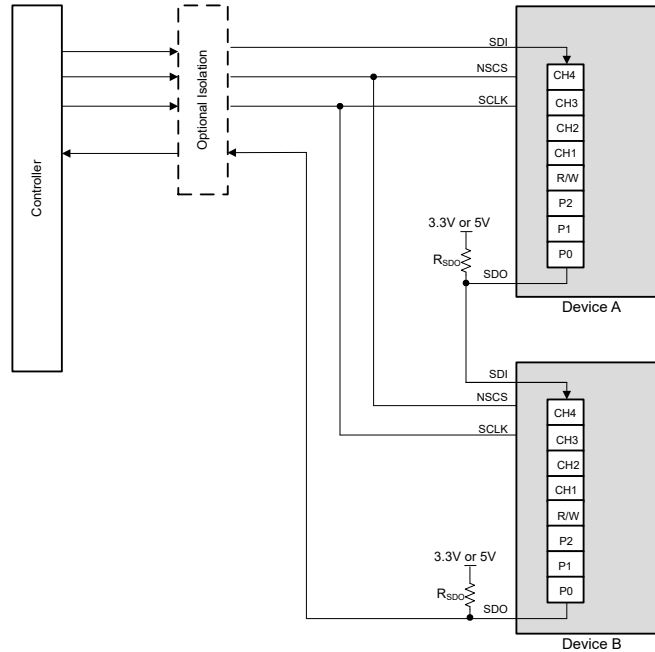 Controller
Optional Isolation
SDI
NSCS
SCLK
CH4
CH3
CH2
CH1
R/W
P2
P1
P0
3.3V or 5V
RSDO
SDO
Device A
SDI
NSCS
SCLK
CH4
CH3
CH2
CH1
R/W
P2
P1
P0
3.3V or 5V
RSDO
SDO
Device B